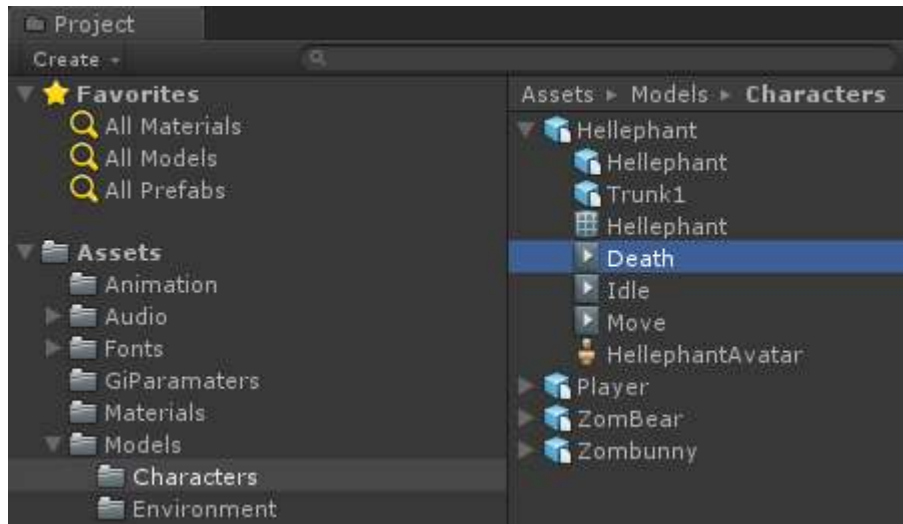 Project
Create
Favorites
All Materials
All Models
All Prefabs
Assets
Animation
Audio
Fonts
GiParamaters
Materials
Models
Characters
Environment
Assets ▸ Models ▸ Characters
Hellephant
Hellephant
Trunk1
Hellephant
Death
Idle
Move
HellephantAvatar
Player
ZomBear
Zombunny